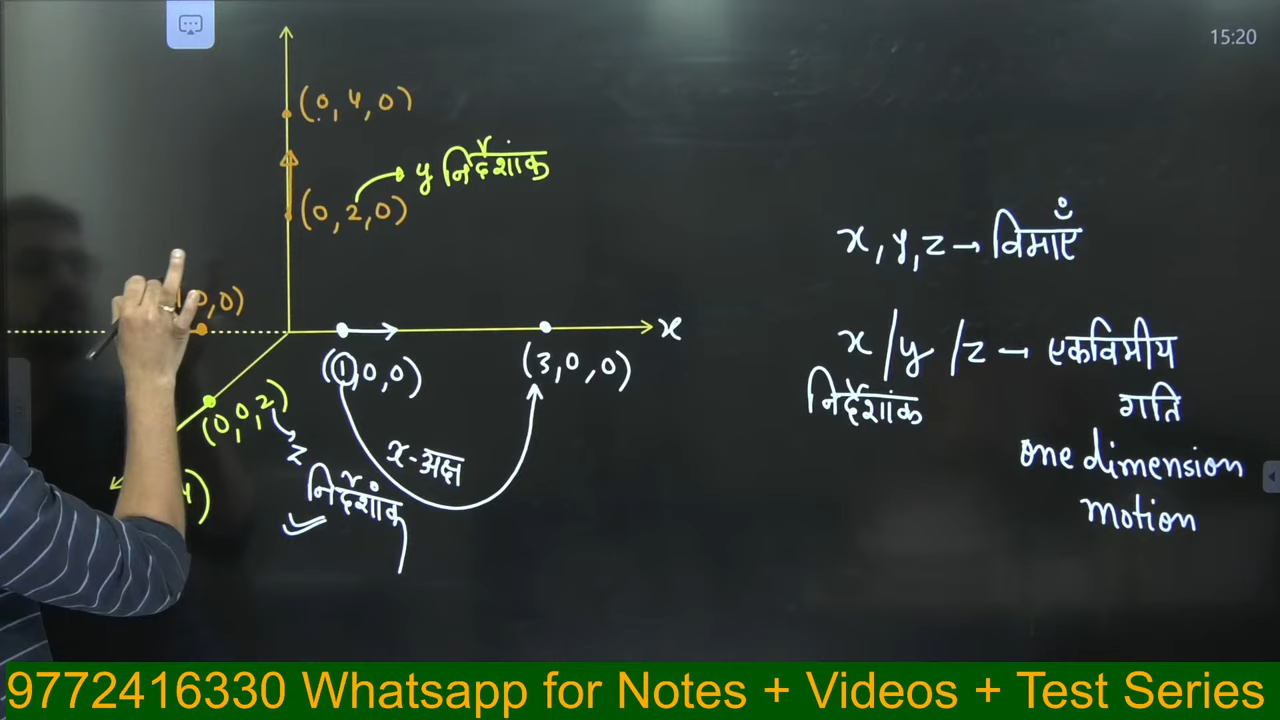 15:20
(0, 4, 0)
→ y निर्देशांक
(0, 2, 0)
x, y, z → विमाएँ
x
(1, 0, 0)
(3, 0, 0)
x / y / z → एकविमीय
निर्देशांक
गति
(0, 0, 2)
z
निर्देशांक
x-अक्ष
one dimension
motion
9772416330 Whatsapp for Notes + Videos + Test Series